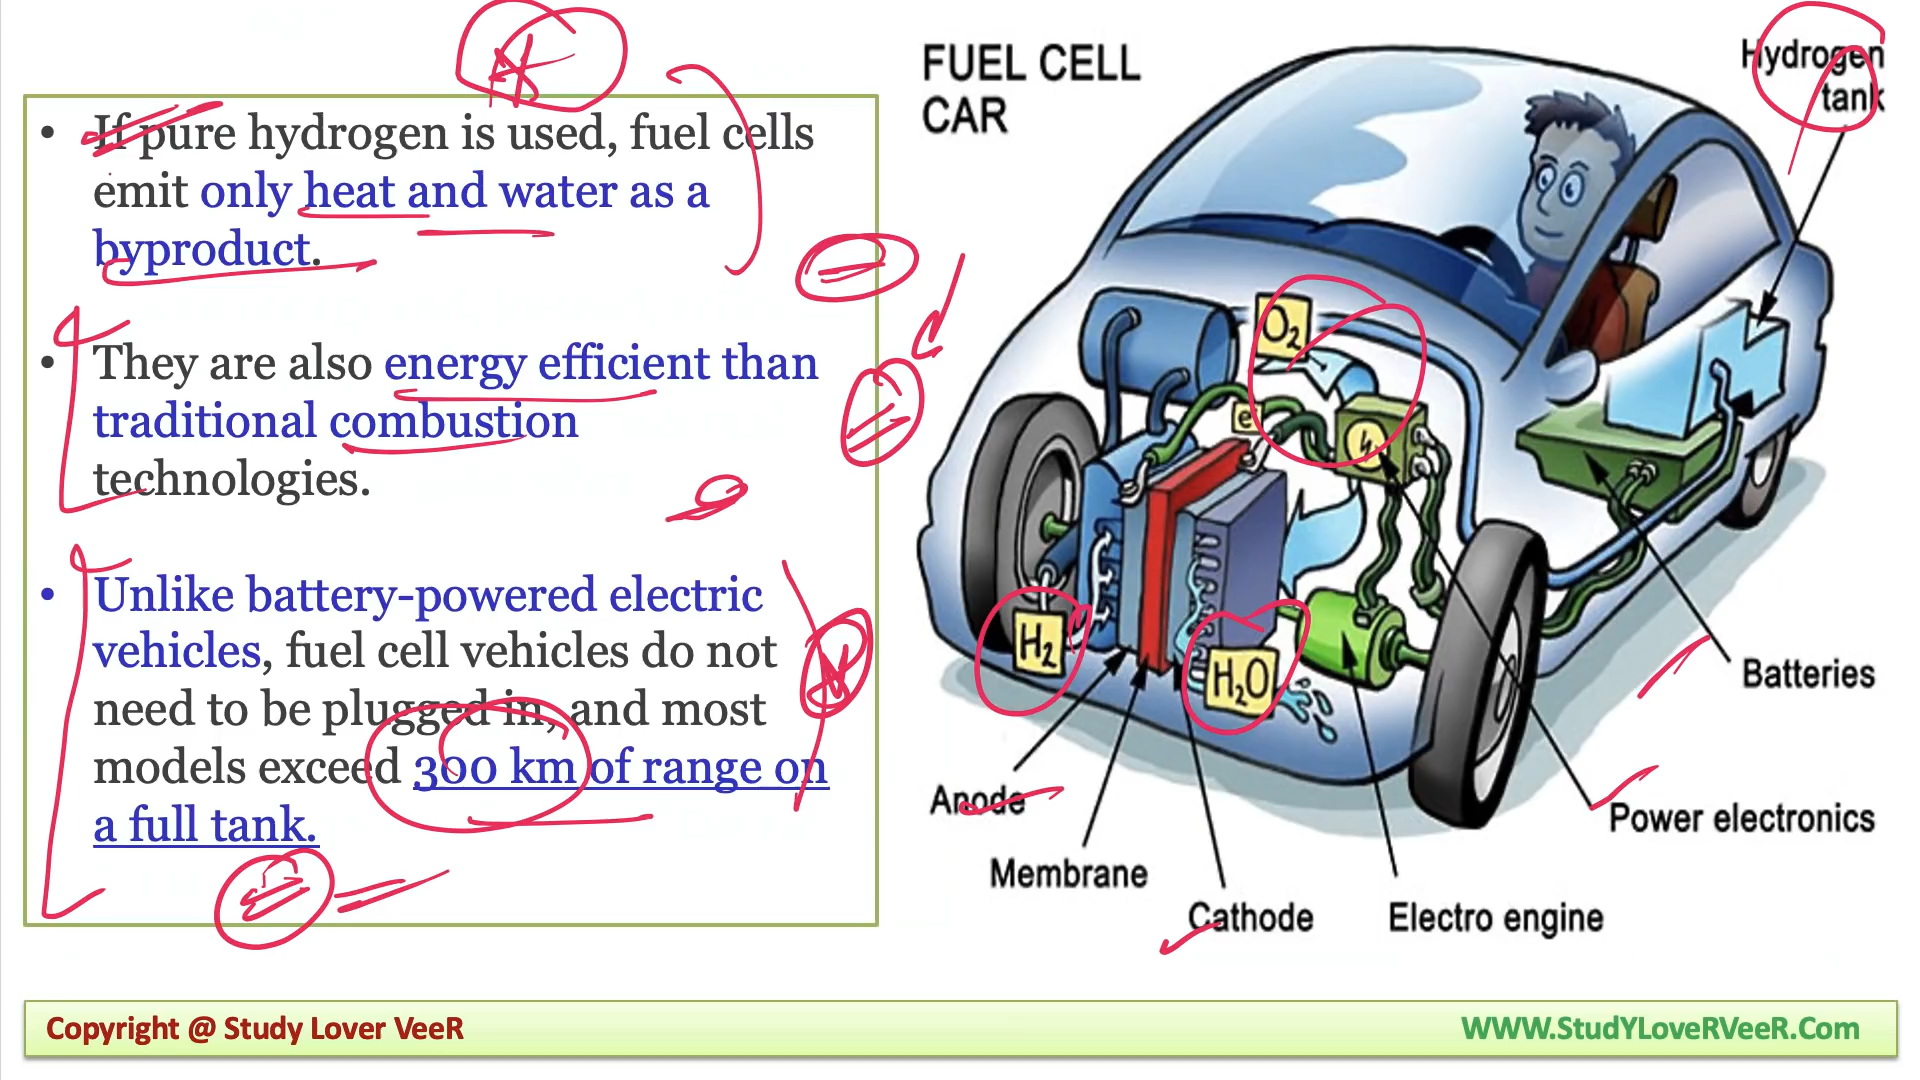 • If pure hydrogen is used, fuel cells
emit only heat and water as a
byproduct.
• They are also energy efficient than
traditional combustion
technologies.
• Unlike battery-powered electric
vehicles, fuel cell vehicles do not
need to be plugged in, and most
models exceed 300 km of range on
a full tank.
FUEL CELL
CAR
Hydrogen
tank
O₂
e
H₂
H₂O
Batteries
Anode
Power electronics
Membrane
Cathode
Electro engine
Copyright @ Study Lover VeeR
WWW.StudYLoveRVeeR.Com